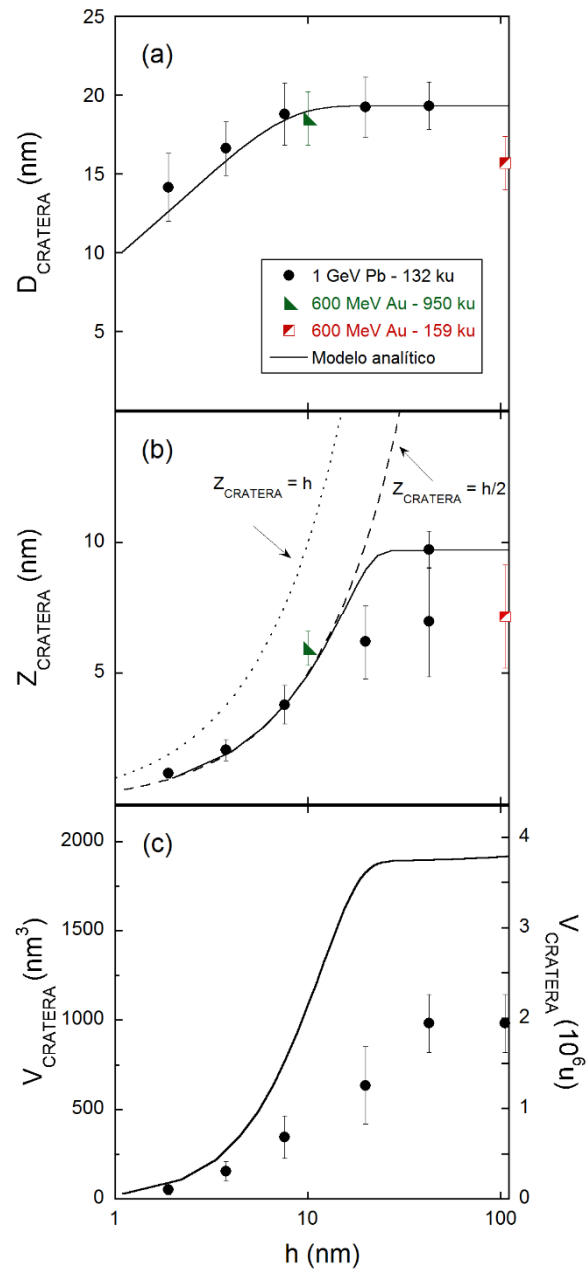 (a)
25
20
15
10
5
D_CRATERA (nm)
1 GeV Pb - 132 ku
600 MeV Au - 950 ku
600 MeV Au - 159 ku
Modelo analítico
(b)
Z_CRATERA = h
Z_CRATERA = h/2
10
5
Z_CRATERA (nm)
(c)
2000
1500
1000
500
0
V_CRATERA (nm³)
4
3
2
1
0
V_CRATERA (10⁶u)
1 10 100
h (nm)